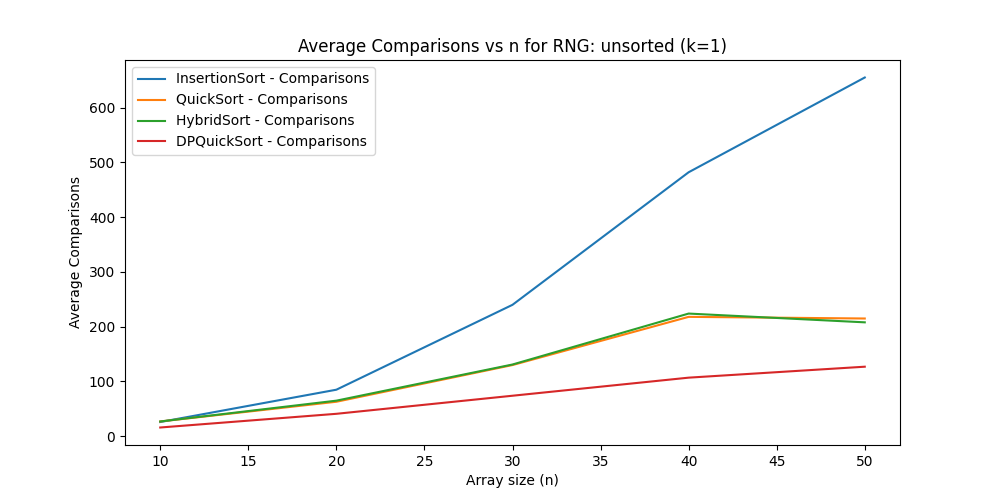 Average Comparisons vs n for RNG: unsorted (k=1)
InsertionSort - Comparisons
QuickSort - Comparisons
HybridSort - Comparisons
DPQuickSort - Comparisons
Average Comparisons
600
500
400
300
200
100
0
10 15 20 25 30 35 40 45 50
Array size (n)